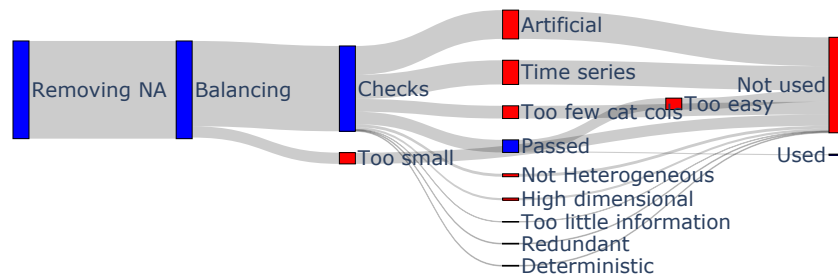 Removing NA
Balancing
Checks
Too small
Artificial
Time series
Too few cat cols
Passed
Not Heterogeneous
High dimensional
Too little information
Redundant
Deterministic
Too easy
Not used
Used